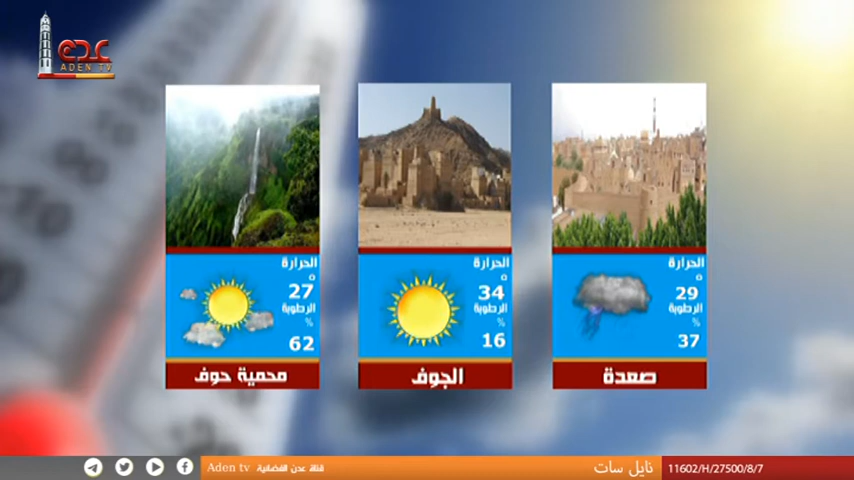 عدن
ADEN TV
الحرارة
°
29
الرطوبة
%
37
صعدة
الحرارة
°
34
الرطوبة
%
16
الجوف
الحرارة
°
27
الرطوبة
%
62
محمية حوف
Aden tv قناة عدن الفضائية
نايل سات
11602/H/27500/8/7